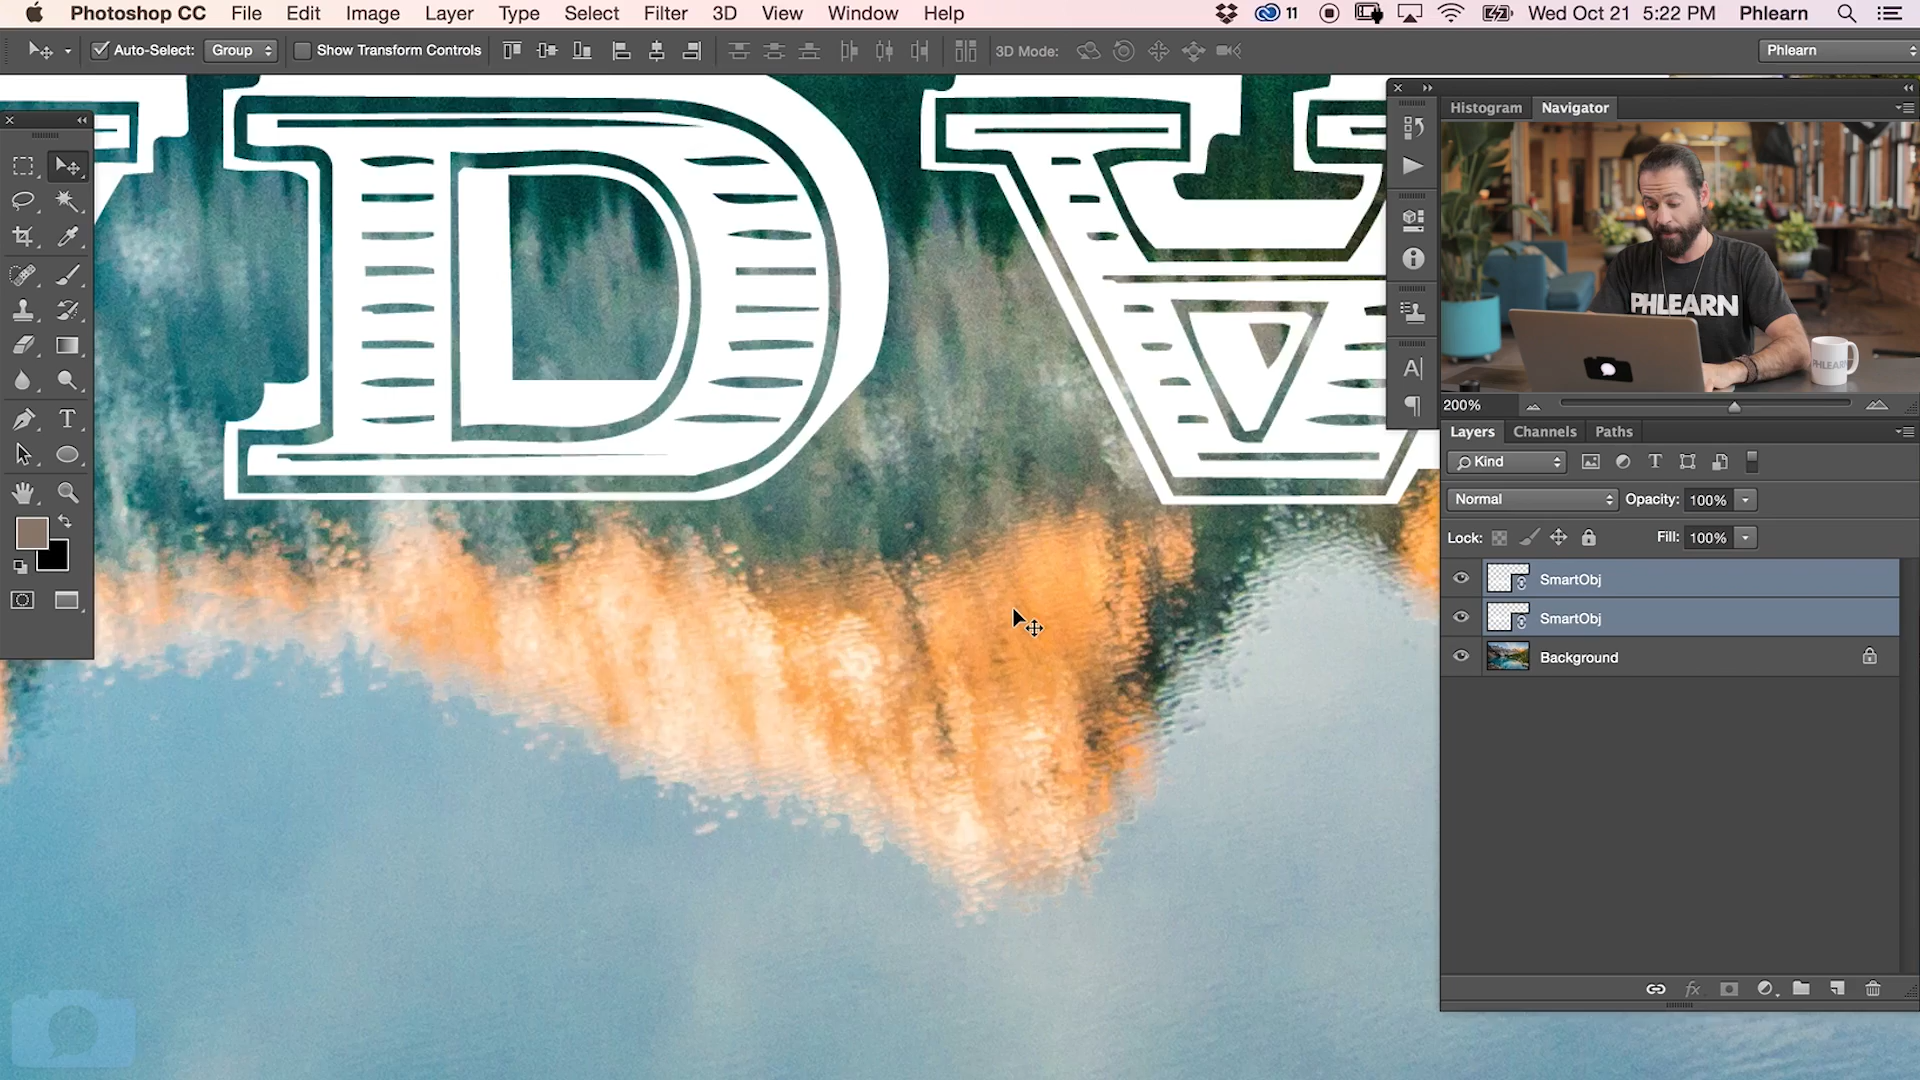 Photoshop CC File Edit Image Layer Type Select Filter 3D View Window Help 11 Wed Oct 21 5:22 PM Phlearn
Auto-Select: Group Show Transform Controls 3D Mode: Phlearn
Histogram Navigator
D
PHLEARN
PHLEARN
200%
Layers Channels Paths
Kind
Normal Opacity: 100%
Lock: Fill: 100%
SmartObj
SmartObj
Background